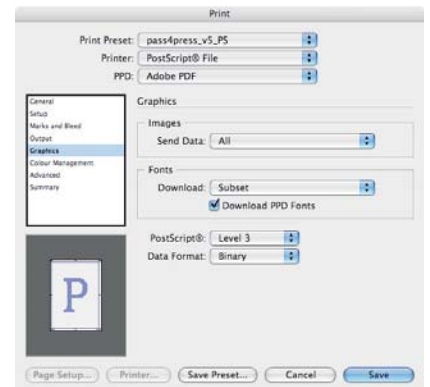 Print
Print Preset: pass4press_v5_PS
Printer: PostScript® File
PPD: Adobe PDF
General
Setup
Marks and Bleed
Output
Graphics
Colour Management
Advanced
Summary
Graphics
Images
Send Data: All
Fonts
Download: Subset
Download PPD Fonts
PostScript®: Level 3
Data Format: Binary
P
Page Setup... Printer... Save Preset... Cancel Save